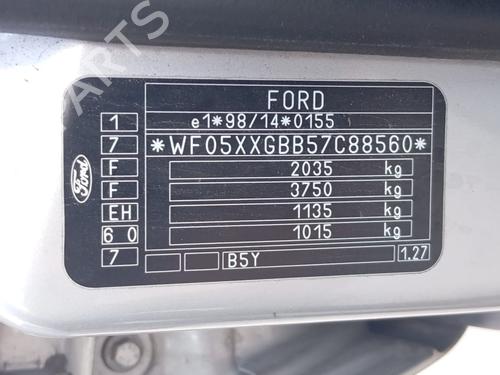 FORD
1 e1*98/14*0155
7 *WF05XXGBB57C88560*
F 2035 kg
F 3750 kg
EH 1135 kg
6 0 1015 kg
7 B5Y 1.27
Ford
PARTS